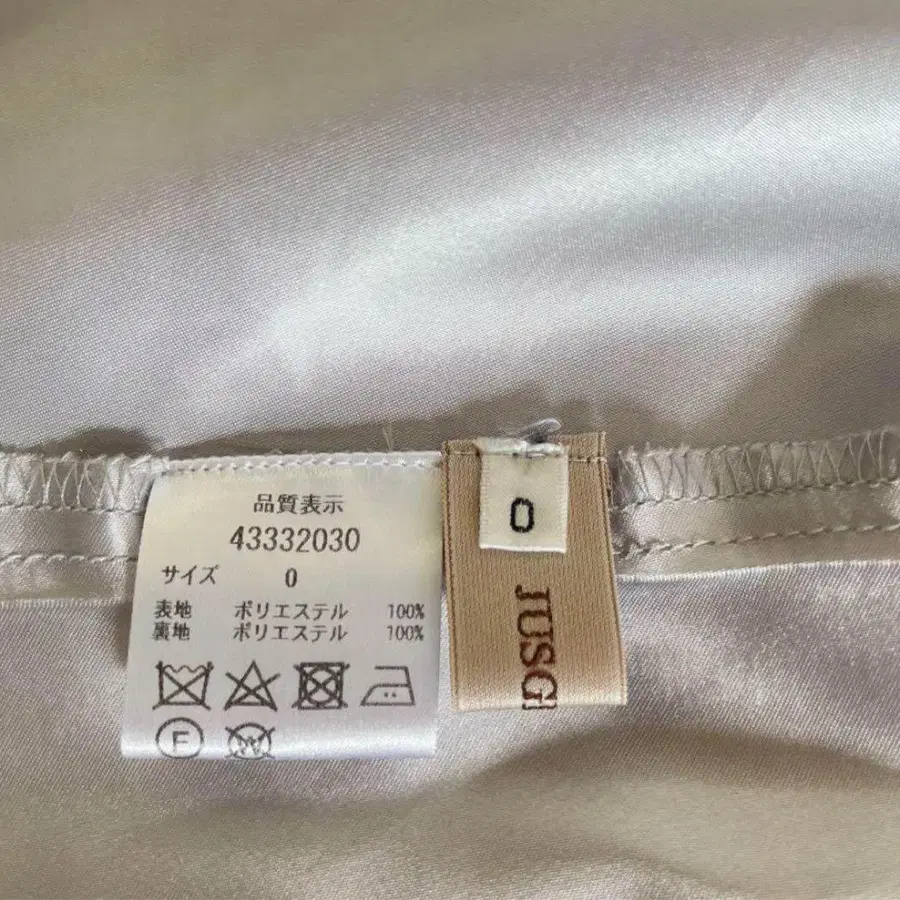 品質表示
43332030
サイズ 0
表地 ポリエステル 100%
裏地 ポリエステル 100%
F
W
0
JUSG